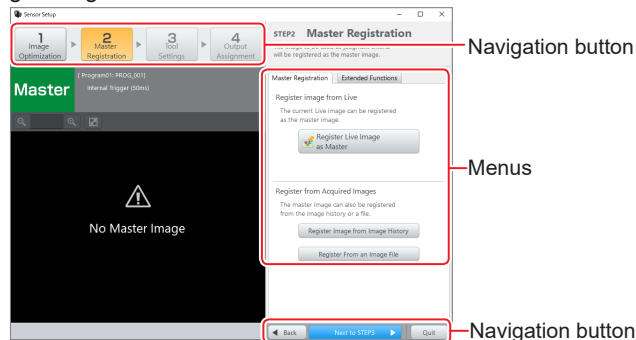 Sensor Setup
1
Image
Optimization
2
Master
Registration
3
Tool
Settings
4
Output
Assignment
STEP2 Master Registration
will be registered as the master image.
Navigation button
Master
[ Program01: PROG_001]
Internal Trigger (50ms)
Master Registration
Extended Functions
Register image from Live
The current Live image can be registered
as the master image.
Register Live Image
as Master
Menus
Register from Acquired Images
The master image can also be registered
from the image history or a file.
Register Image from Image History
Register From an Image File
No Master Image
Back
Next to STEP3
Quit
Navigation button